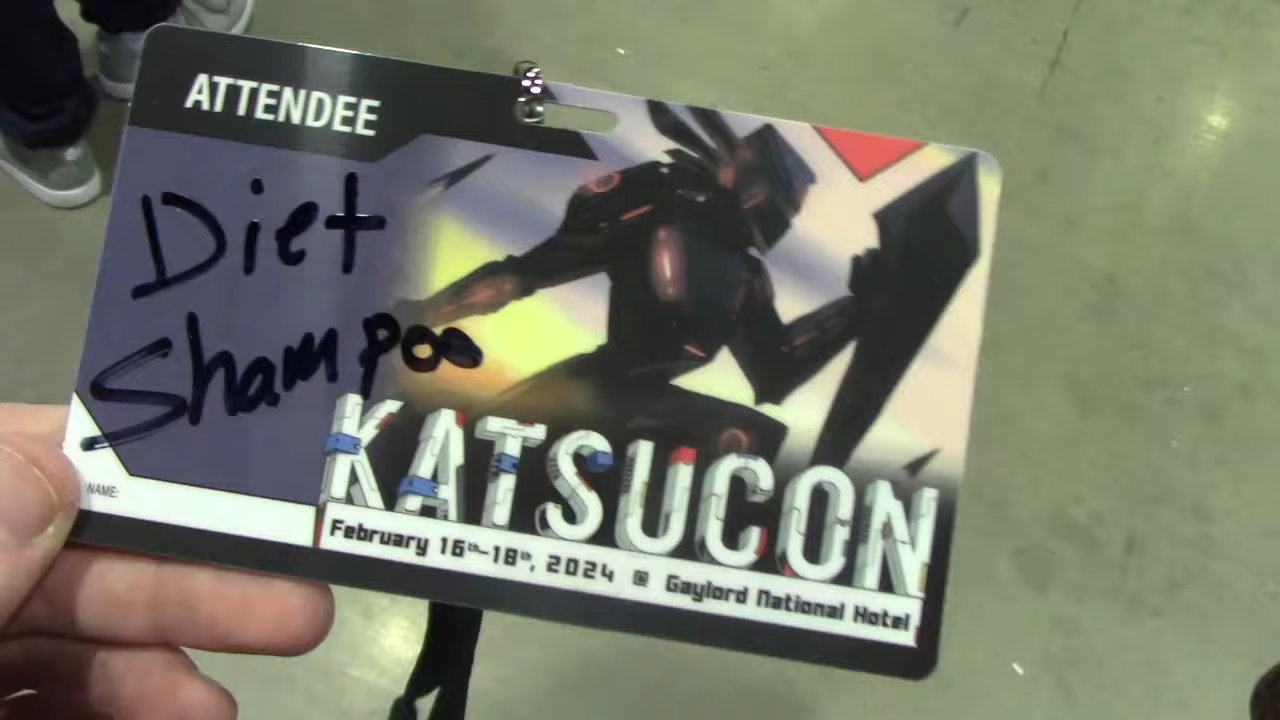 ATTENDEE
Diet
Shampoo
KATSUCON
NAME:
February 16th-18th, 2024 @ Gaylord National Hotel